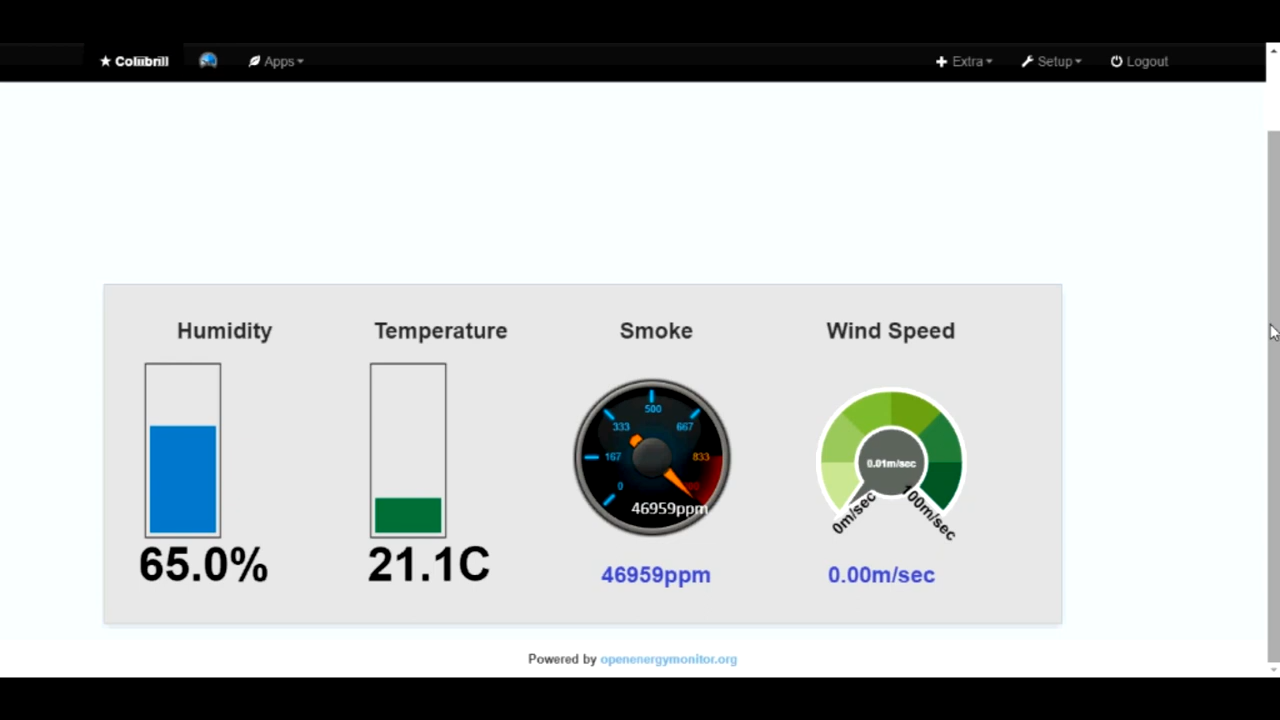 ★ Coliibrill Apps Extra Setup Logout
Humidity Temperature Smoke Wind Speed
500
333 667
167 833
0
46959ppm
0.01m/sec
0m/sec 100m/sec
65.0% 21.1C 46959ppm 0.00m/sec
Powered by openenergymonitor.org